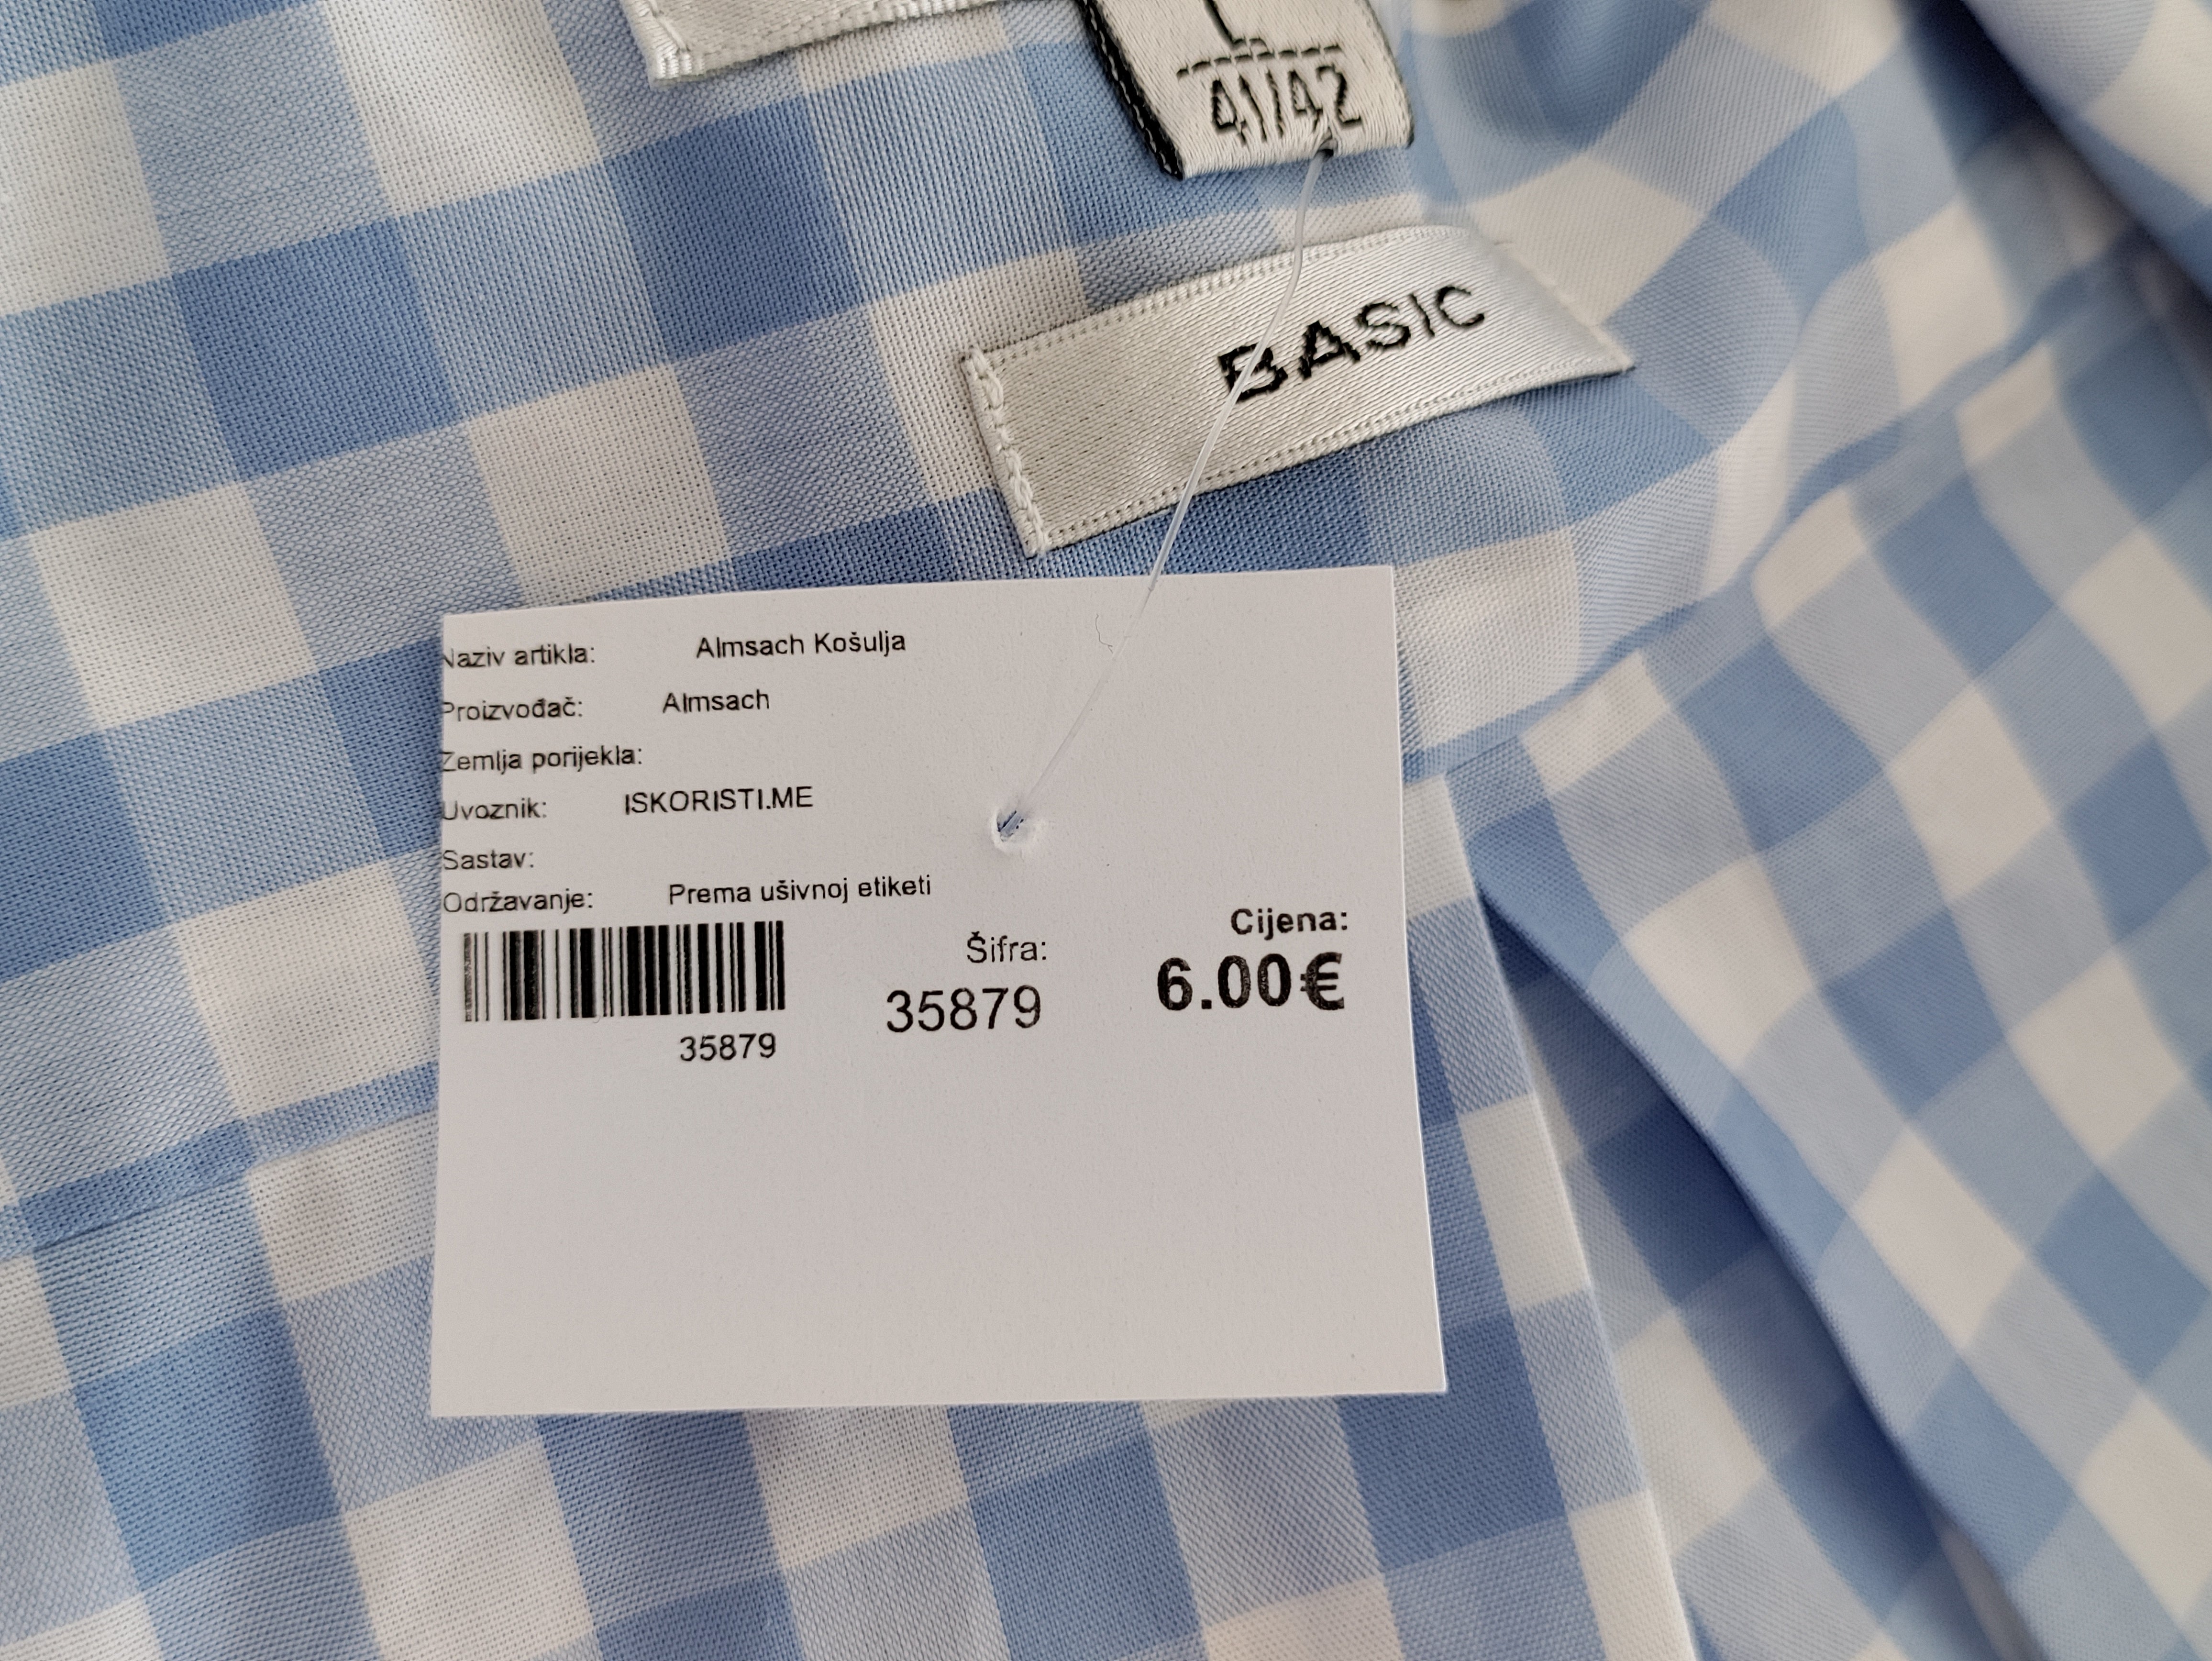 L
41/42
BASIC
Naziv artikla: Almsach Košulja
Proizvođač: Almsach
Zemlja porijekla:
Uvoznik: ISKORISTI.ME
Sastav:
Održavanje: Prema ušivnoj etiketi
35879
Šifra:
35879
Cijena:
6.00€